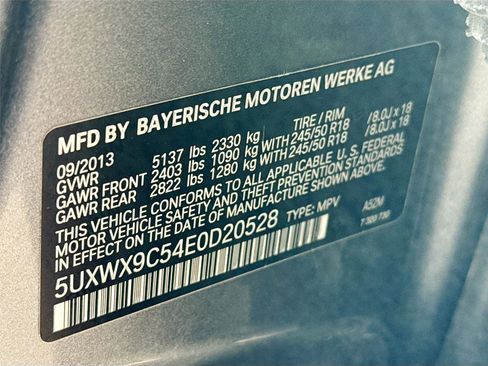 MFD BY BAYERISCHE MOTOREN WERKE AG
09/2013 TIRE / RIM
GVWR 5137 lbs 2330 kg
GAWR FRONT 2403 lbs 1090 kg WITH 245/50 R18 /8.0J x 18
GAWR REAR 2822 lbs 1280 kg WITH 245/50 R18 /8.0J x 18
THIS VEHICLE CONFORMS TO ALL APPLICABLE U.S. FEDERAL
MOTOR VEHICLE SAFETY AND THEFT PREVENTION STANDARDS
IN EFFECT ON THE DATE OF MANUFACTURE SHOWN ABOVE.
5UXWX9C54E0D20528 TYPE: MPV A52M
T 300 730